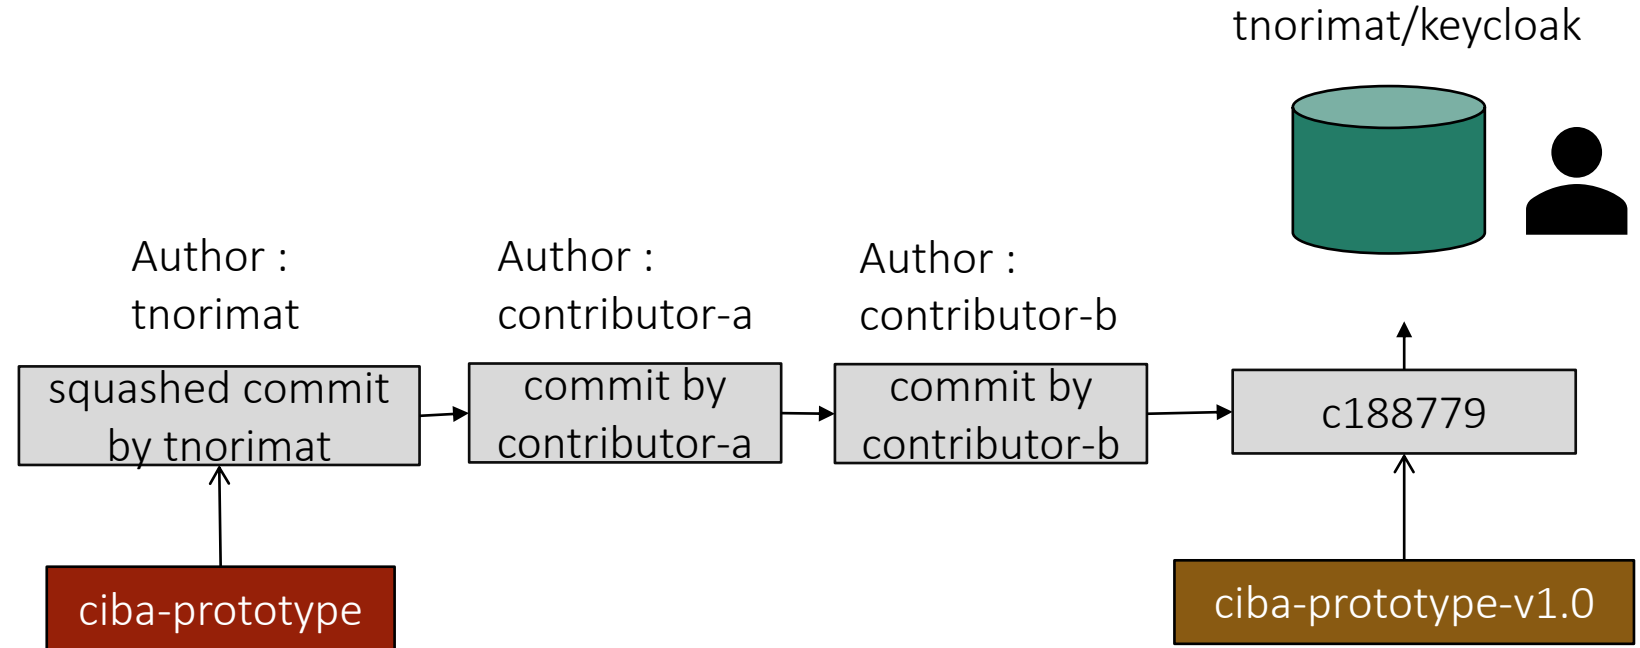 tnorimat/keycloak
Author :
tnorimat
Author :
contributor-a
Author :
contributor-b
squashed commit
by tnorimat
commit by
contributor-a
commit by
contributor-b
c188779
ciba-prototype
ciba-prototype-v1.0